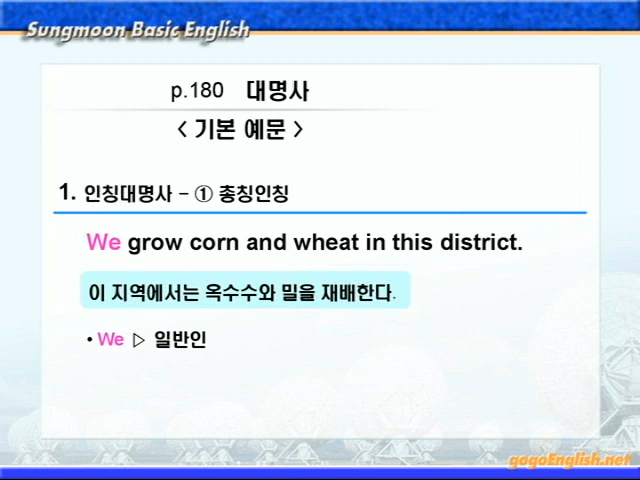 Sungmoon Basic English
p.180 대명사
< 기본 예문 >
1. 인칭대명사 - ① 총칭인칭
We grow corn and wheat in this district.
이 지역에서는 옥수수와 밀을 재배한다.
• We ▷ 일반인
gogoEnglish.net